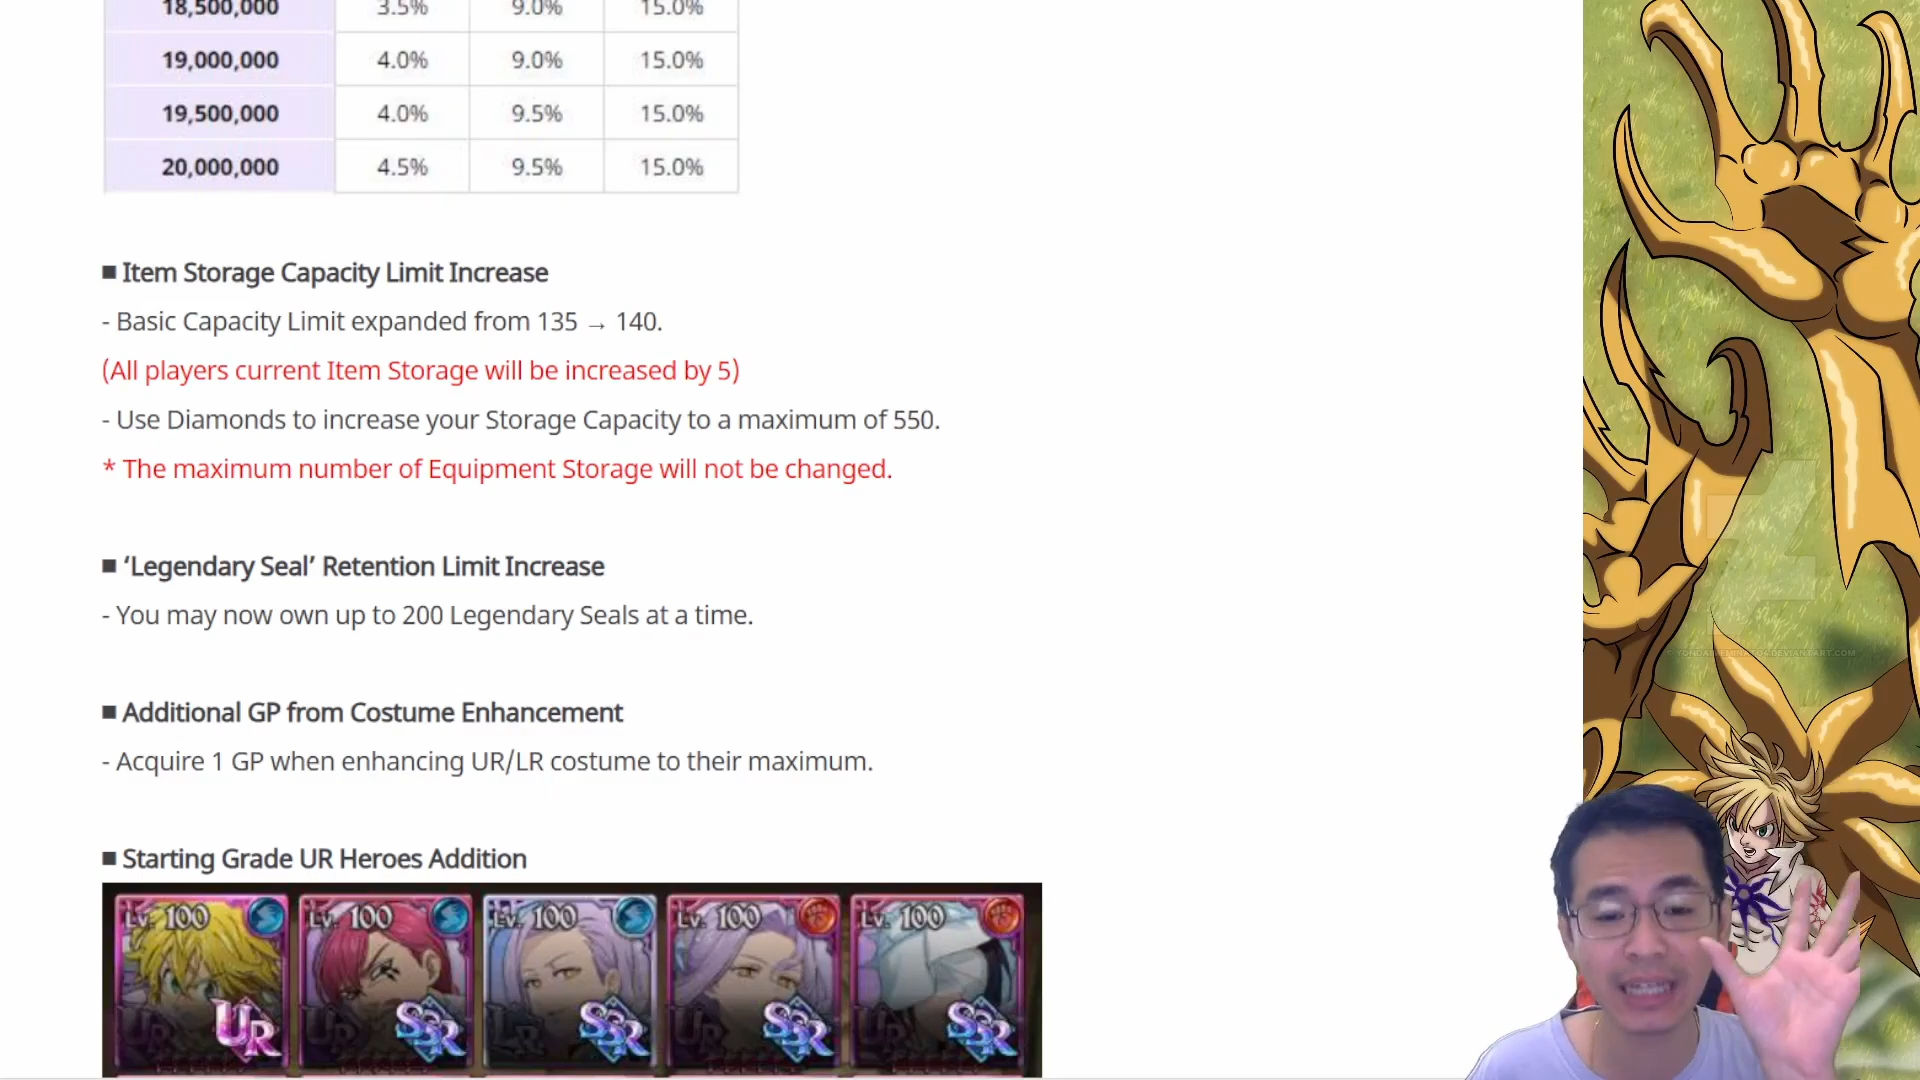 18,500,000 3.5% 9.0% 15.0%
19,000,000 4.0% 9.0% 15.0%
19,500,000 4.0% 9.5% 15.0%
20,000,000 4.5% 9.5% 15.0%
■ Item Storage Capacity Limit Increase
- Basic Capacity Limit expanded from 135 → 140.
(All players current Item Storage will be increased by 5)
- Use Diamonds to increase your Storage Capacity to a maximum of 550.
* The maximum number of Equipment Storage will not be changed.
■ ‘Legendary Seal’ Retention Limit Increase
- You may now own up to 200 Legendary Seals at a time.
■ Additional GP from Costume Enhancement
- Acquire 1 GP when enhancing UR/LR costume to their maximum.
■ Starting Grade UR Heroes Addition
Lv. 100 Lv. 100 Lv. 100 Lv. 100 Lv. 100
UR UR UR SSR LR SSR UR SSR UR SSR